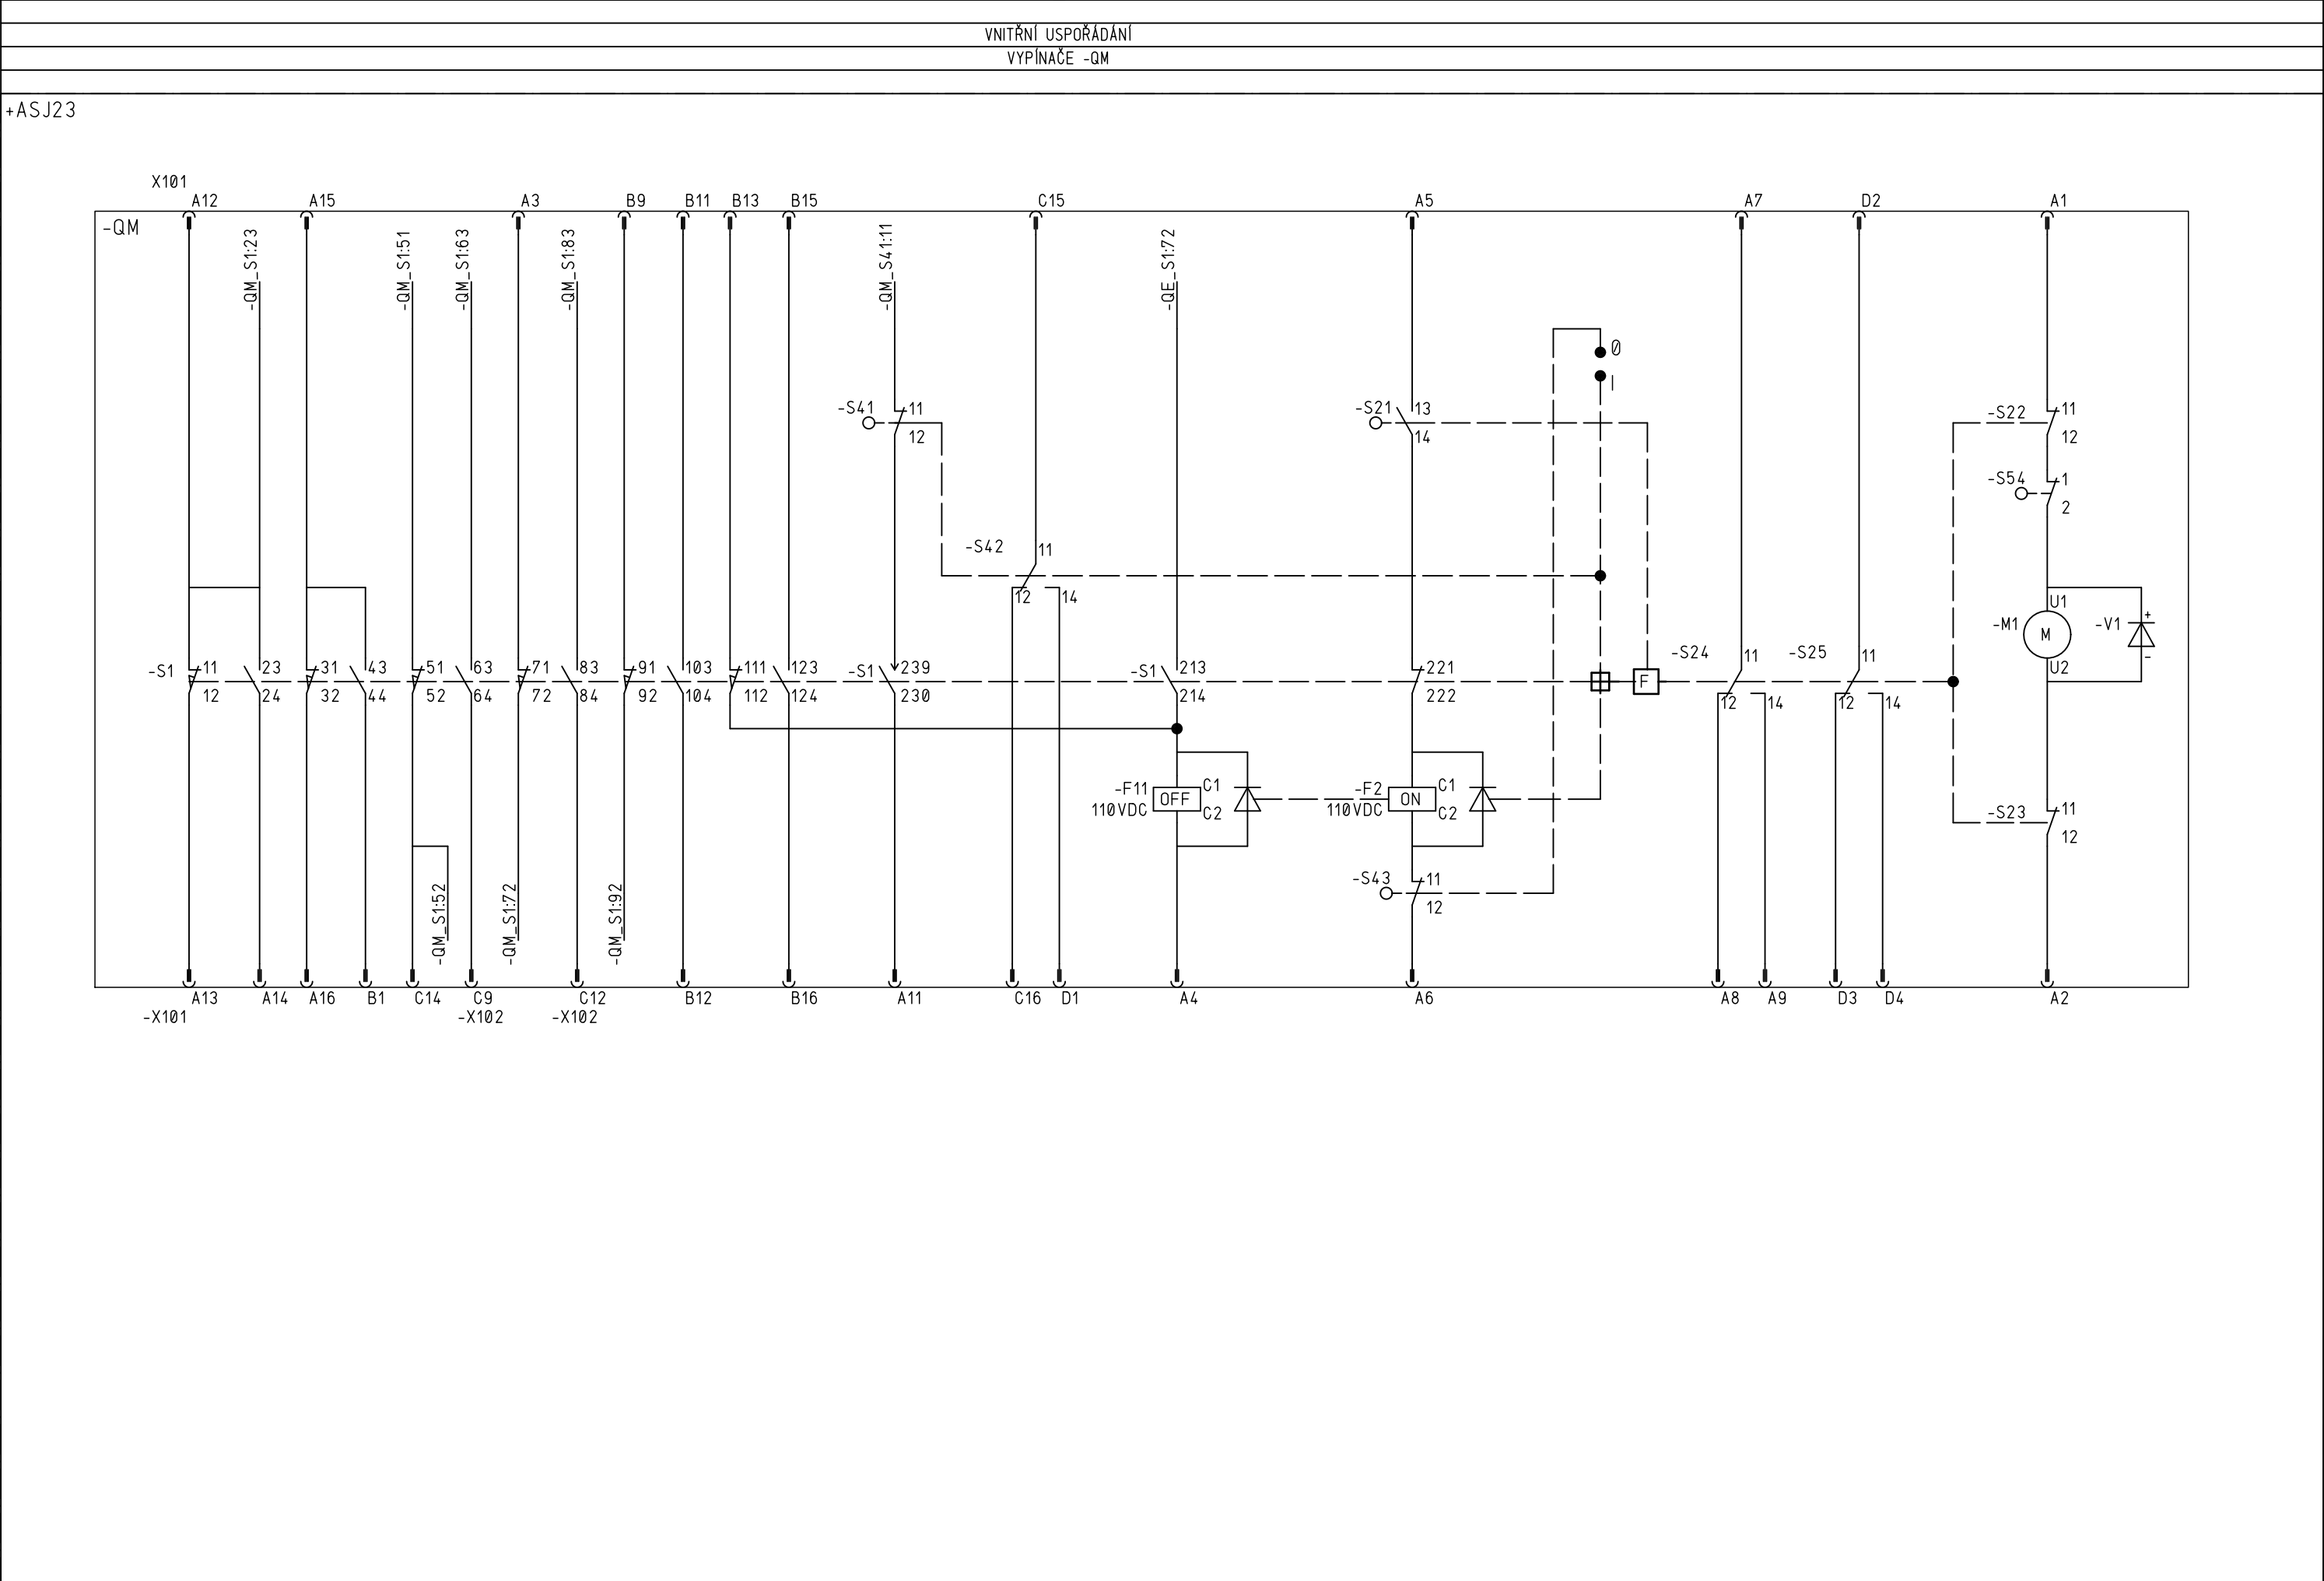 VNITŘNÍ USPOŘÁDÁNÍ
VYPÍNAČE -QM
+ASJ23
X101
A12 A15 A3 B9 B11 B13 B15 C15 A5 A7 D2 A1
-QM
-QM_S1:23
-QM_S1:51
-QM_S1:63
-QM_S1:83
-QM_S41:11
-QE_S1:72
0
I
-S41 11 -S21 13 -S22 11
12 14 12
-S54 1
2
-S42 11
12 14
U1
-M1 M -V1 +
-
U2
-S24 11 -S25 11
-S1 11 23 31 43 51 63 71 83 91 103 111 123 -S1 239 -S1 213 221
F
12 24 32 44 52 64 72 84 92 104 112 124 230 214 222
12 14 12 14
-F11 OFF C1 -F2 ON C1
110VDC C2 110VDC C2
-S23 11
12
-S43 11
12
-QM_S1:52
-QM_S1:72
-QM_S1:92
A13 A14 A16 B1 C14 C9 C12 B12 B16 A11 C16 D1 A4 A6 A8 A9 D3 D4 A2
-X101 -X102 -X102